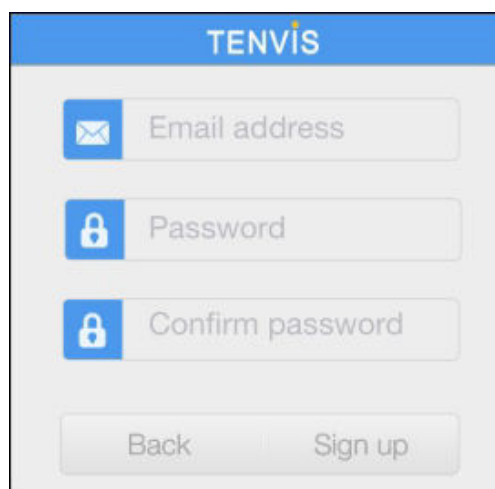 TENVIS
Email address
Password
Confirm password
Back Sign up